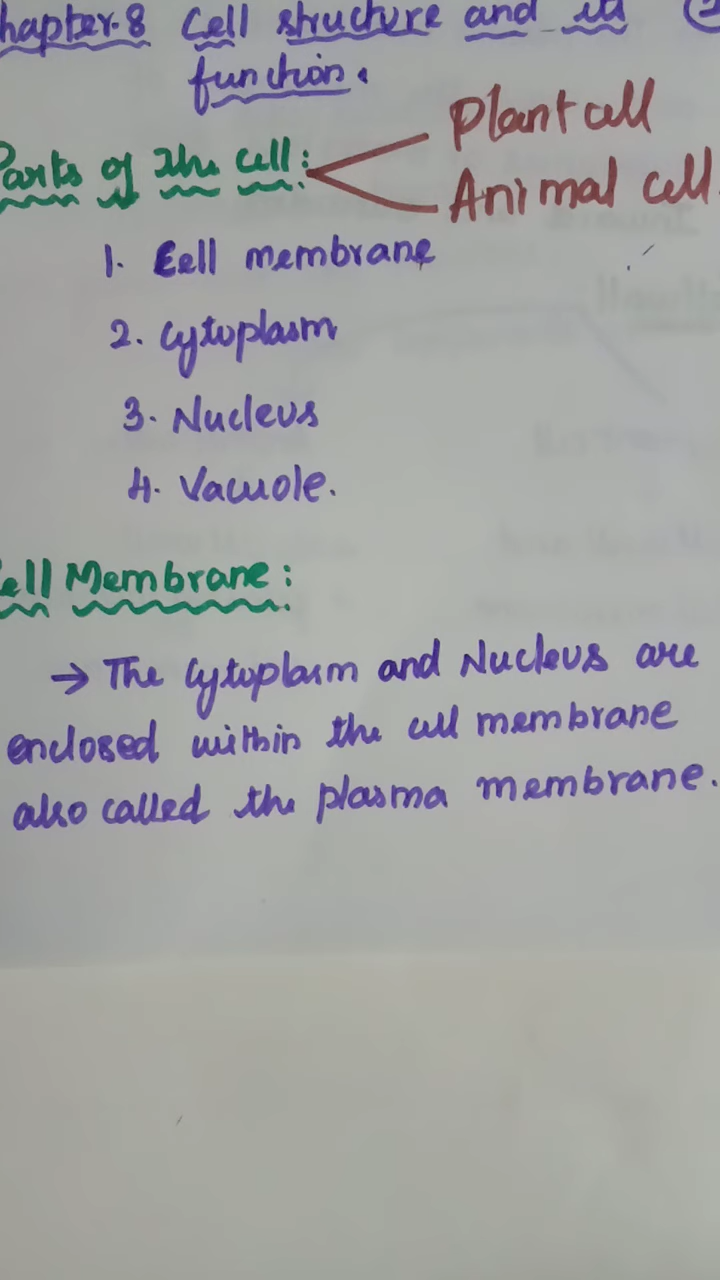 hapter-8 Cell structure and its
function.
Parts of the cell:
Plant cell
Animal cell.
1. Cell membrane
2. Cytoplasm
3. Nucleus
4. Vacuole.
ell Membrane:
→ The Cytoplasm and Nucleus are
enclosed within the cell membrane
also called the plasma membrane.